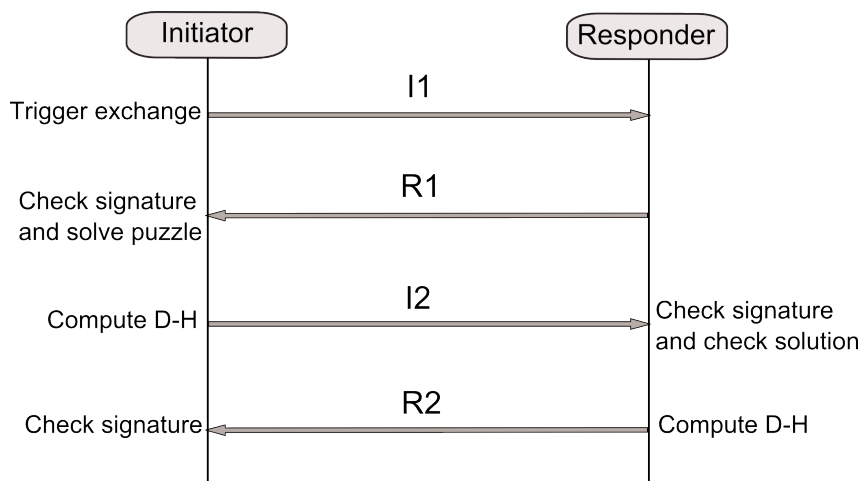 Initiator
Responder
I1
Trigger exchange
R1
Check signature
and solve puzzle
I2
Compute D-H
Check signature
and check solution
R2
Check signature
Compute D-H